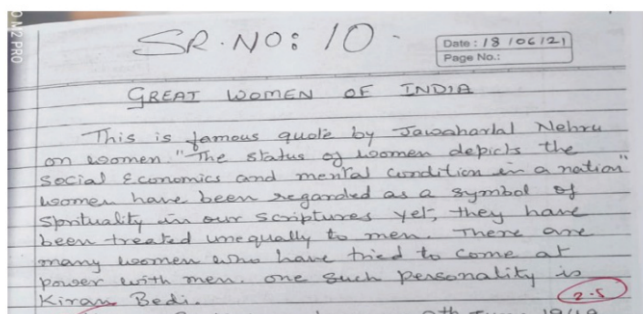 SR. NO: 10 -
Date: 18/06/21
Page No.:
GREAT WOMEN OF INDIA
This is famous quote by Jawaharlal Nehru
on women "The status of women depicts the
social Economics and mental condition in a nation"
women have been regarded as a symbol of
Sprituality in our scriptures yet, they have
been treated unequally to men. There are
many women who have tried to come at
power with men. one such personality is
Kiran Bedi.
2.5